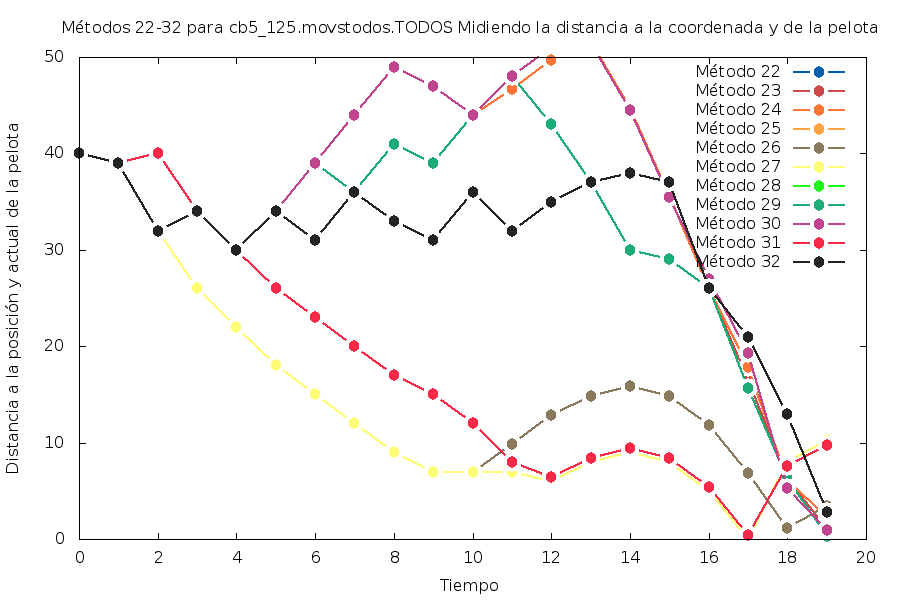 Métodos 22-32 para cb5_125.movstodos.TODOS Midiendo la distancia a la coordenada y de la pelota
Distancia a la posición y actual de la pelota
50
40
30
20
10
0
Método 22
Método 23
Método 24
Método 25
Método 26
Método 27
Método 28
Método 29
Método 30
Método 31
Método 32
0 2 4 6 8 10 12 14 16 18 20
Tiempo